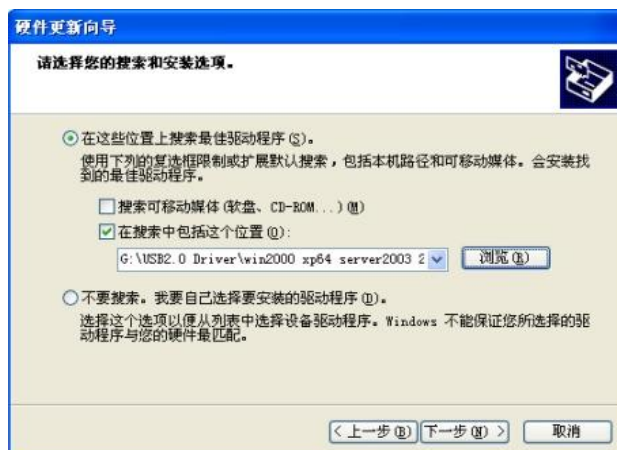 硬件更新向导
请选择您的搜索和安装选项。
在这些位置上搜索最佳驱动程序(S)。
使用下列的复选框限制或扩展默认搜索，包括本机路径和可移动媒体。会安装找
到的最佳驱动程序。
搜索可移动媒体(软盘、CD-ROM...)(M)
在搜索中包括这个位置(O):
G:\USB2.0 Driver\win2000 xp64 server2003 2
浏览(R)
不要搜索。我要自己选择要安装的驱动程序(D)。
选择这个选项以便从列表中选择设备驱动程序。Windows 不能保证您所选择的驱
动程序与您的硬件最匹配。
< 上一步(B) 下一步(N) > 取消